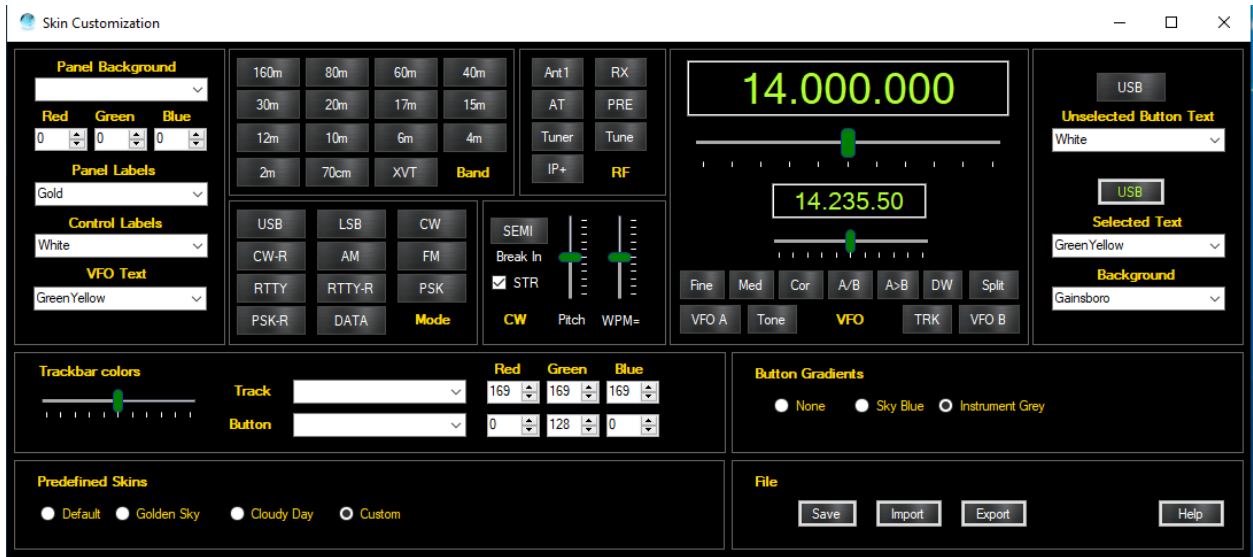 Skin Customization
Panel Background
Red Green Blue
0 0 0
Panel Labels
Gold
Control Labels
White
VFO Text
GreenYellow
160m 80m 60m 40m
30m 20m 17m 15m
12m 10m 6m 4m
2m 70cm XVT Band
Ant1 RX
AT PRE
Tuner Tune
IP+ RF
USB LSB CW
CW-R AM FM
RTTY RTTY-R PSK
PSK-R DATA Mode
SEMI
Break In
STR
CW Pitch WPM=
14.000.000
14.235.50
Fine Med Cor A/B A>B DW Split
VFO A Tone VFO TRK VFO B
USB
Unselected Button Text
White
USB
Selected Text
GreenYellow
Background
Gainsboro
Trackbar colors
Red Green Blue
Track 169 169 169
Button 0 128 0
Button Gradients
None Sky Blue Instrument Grey
Predefined Skins
Default Golden Sky Cloudy Day Custom
File
Save Import Export Help